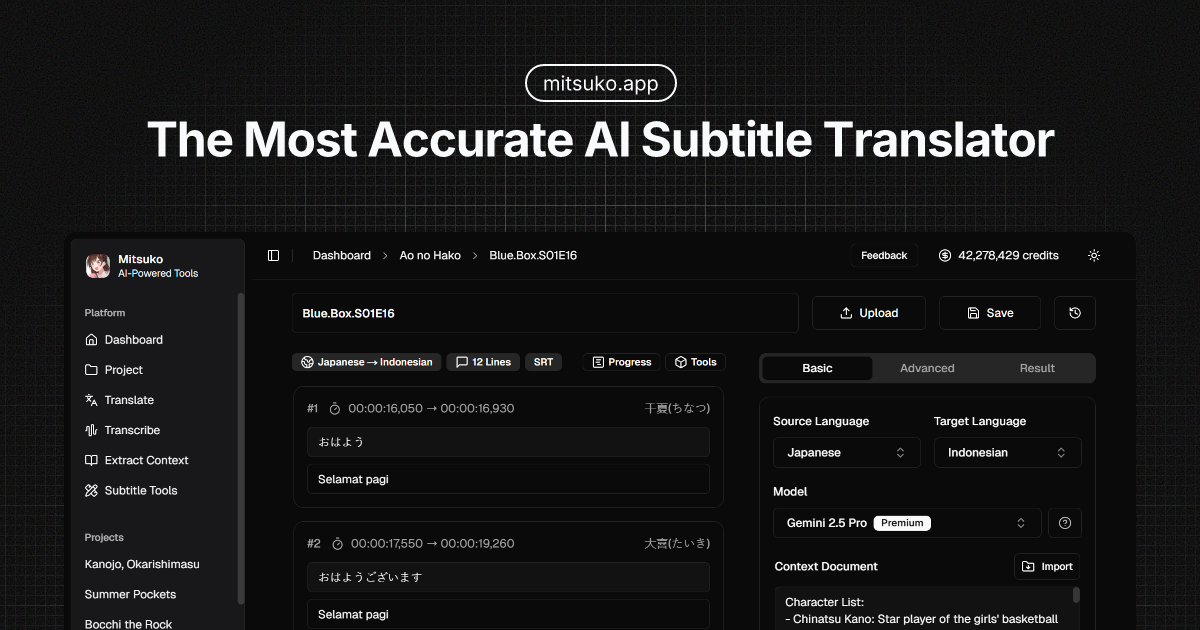 mitsuko.app
The Most Accurate AI Subtitle Translator
Mitsuko
AI-Powered Tools
Platform
Dashboard
Project
Translate
Transcribe
Extract Context
Subtitle Tools
Projects
Kanojo, Okarishimasu
Summer Pockets
Bocchi the Rock
Dashboard > Ao no Hako > Blue.Box.S01E16
Feedback
42,278,429 credits
Blue.Box.S01E16
Upload
Save
Japanese → Indonesian
12 Lines
SRT
Progress
Tools
#1 00:00:16,050 → 00:00:16,930 千夏(ちなつ)
おはよう
Selamat pagi
#2 00:00:17,550 → 00:00:19,260 大喜(たいき)
おはようございます
Selamat pagi
Basic
Advanced
Result
Source Language
Target Language
Japanese
Indonesian
Model
Gemini 2.5 Pro Premium
Context Document
Import
Character List:
- Chinatsu Kano: Star player of the girls' basketball